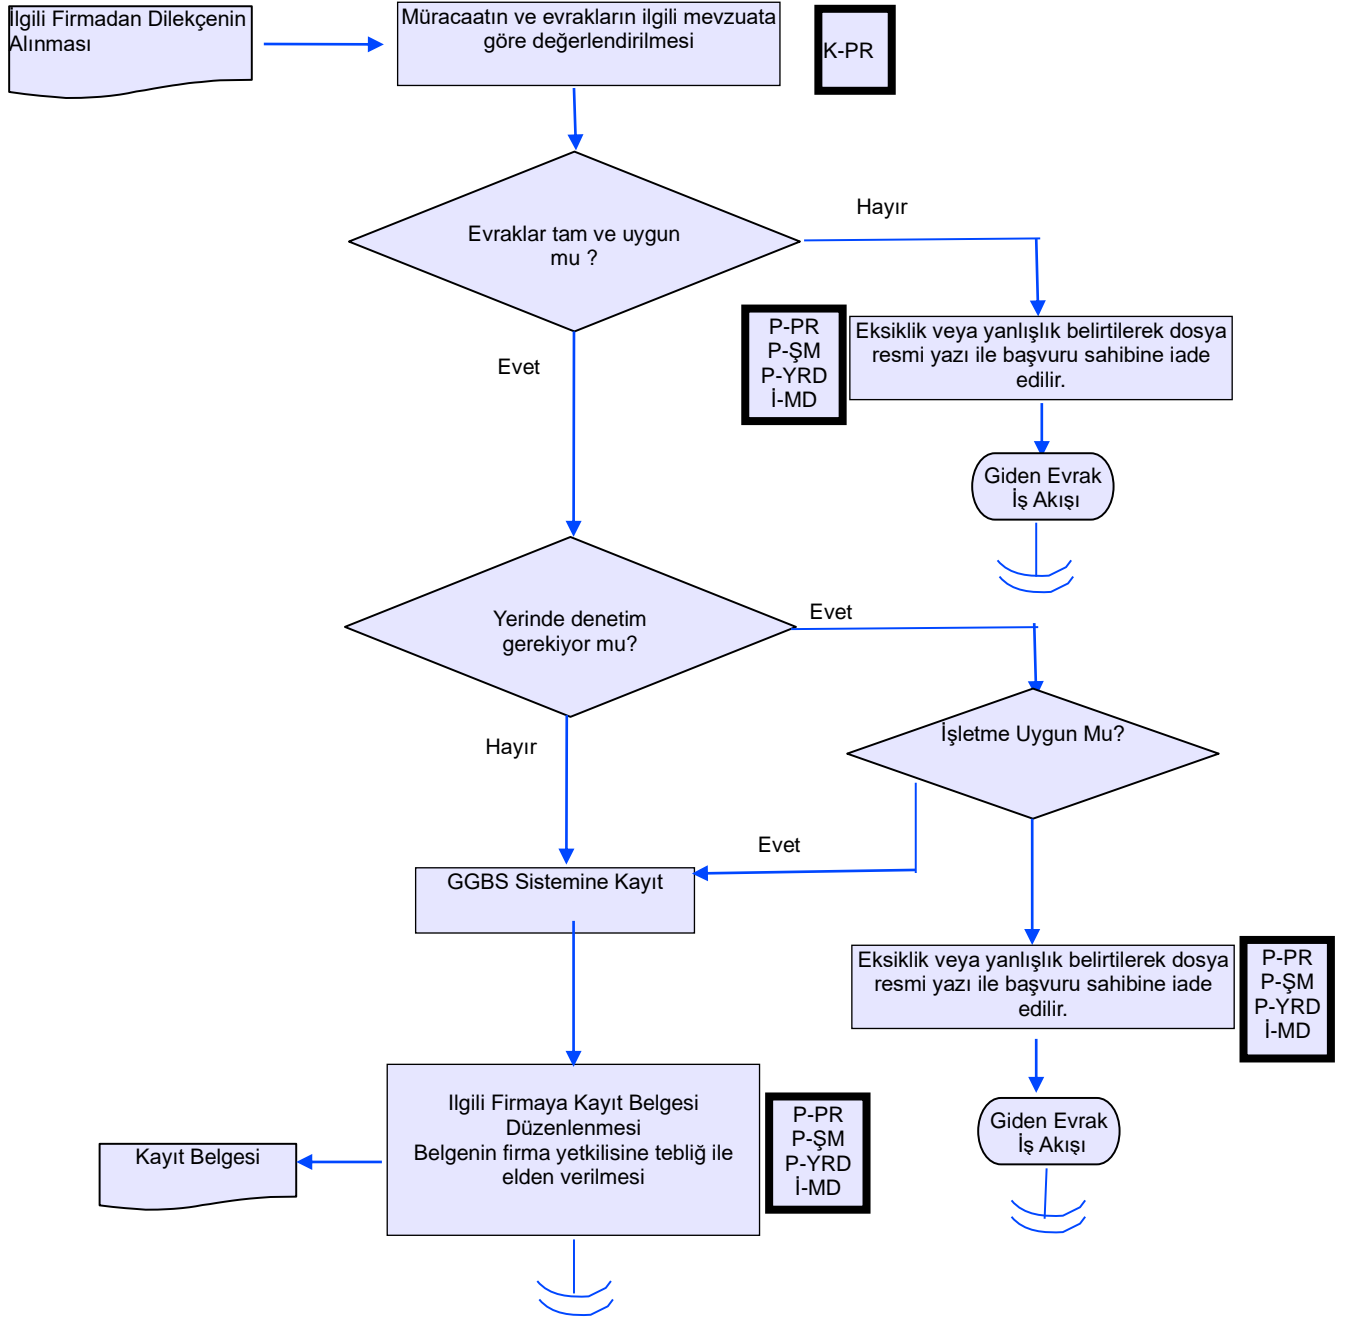 İlgili Firmadan Dilekçenin
Alınması
Müracaatın ve evrakların ilgili mevzuata
göre değerlendirilmesi
K-PR
Evraklar tam ve uygun
mu ?
Hayır
P-PR
P-ŞM
P-YRD
İ-MD
Eksiklik veya yanlışlık belirtilerek dosya
resmi yazı ile başvuru sahibine iade
edilir.
Evet
Giden Evrak
İş Akışı
Yerinde denetim
gerekiyor mu?
Evet
İşletme Uygun Mu?
Hayır
Evet
GGBS Sistemine Kayıt
Eksiklik veya yanlışlık belirtilerek dosya
resmi yazı ile başvuru sahibine iade
edilir.
P-PR
P-ŞM
P-YRD
İ-MD
Ilgili Firmaya Kayıt Belgesi
Düzenlenmesi
Belgenin firma yetkilisine tebliğ ile
elden verilmesi
P-PR
P-ŞM
P-YRD
İ-MD
Giden Evrak
İş Akışı
Kayıt Belgesi